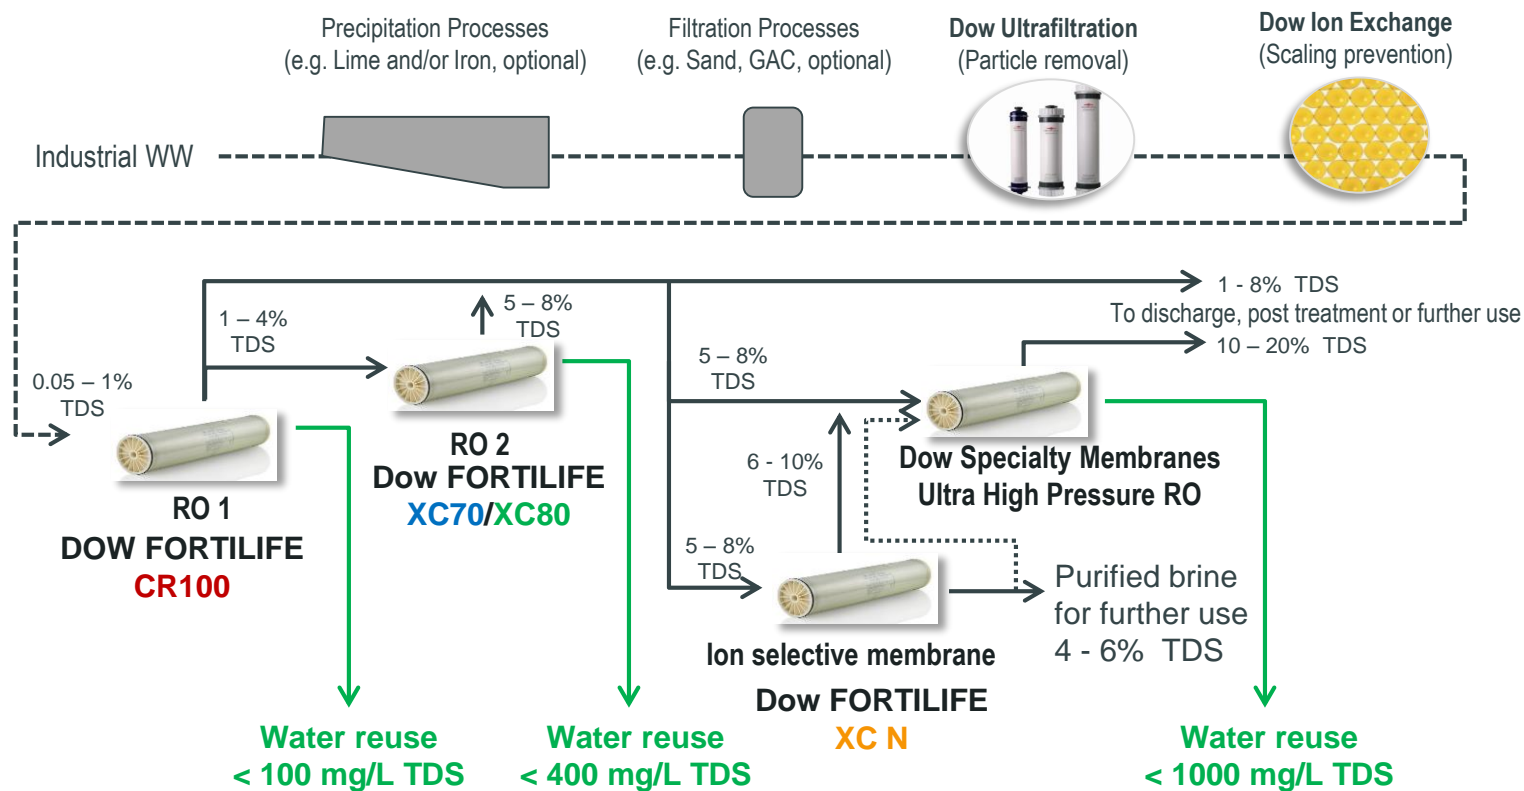 Precipitation Processes
(e.g. Lime and/or Iron, optional)
Filtration Processes
(e.g. Sand, GAC, optional)
Dow Ultrafiltration
(Particle removal)
Dow Ion Exchange
(Scaling prevention)
Industrial WW
0.05 – 1%
TDS
1 – 4%
TDS
5 – 8%
TDS
1 - 8% TDS
To discharge, post treatment or further use
10 – 20% TDS
5 – 8%
TDS
RO 1
DOW FORTILIFE
CR100
RO 2
Dow FORTILIFE
XC70/XC80
6 - 10%
TDS
Dow Specialty Membranes
Ultra High Pressure RO
5 – 8%
TDS
Purified brine
for further use
4 - 6% TDS
Ion selective membrane
Dow FORTILIFE
XC N
Water reuse
< 100 mg/L TDS
Water reuse
< 400 mg/L TDS
Water reuse
< 1000 mg/L TDS